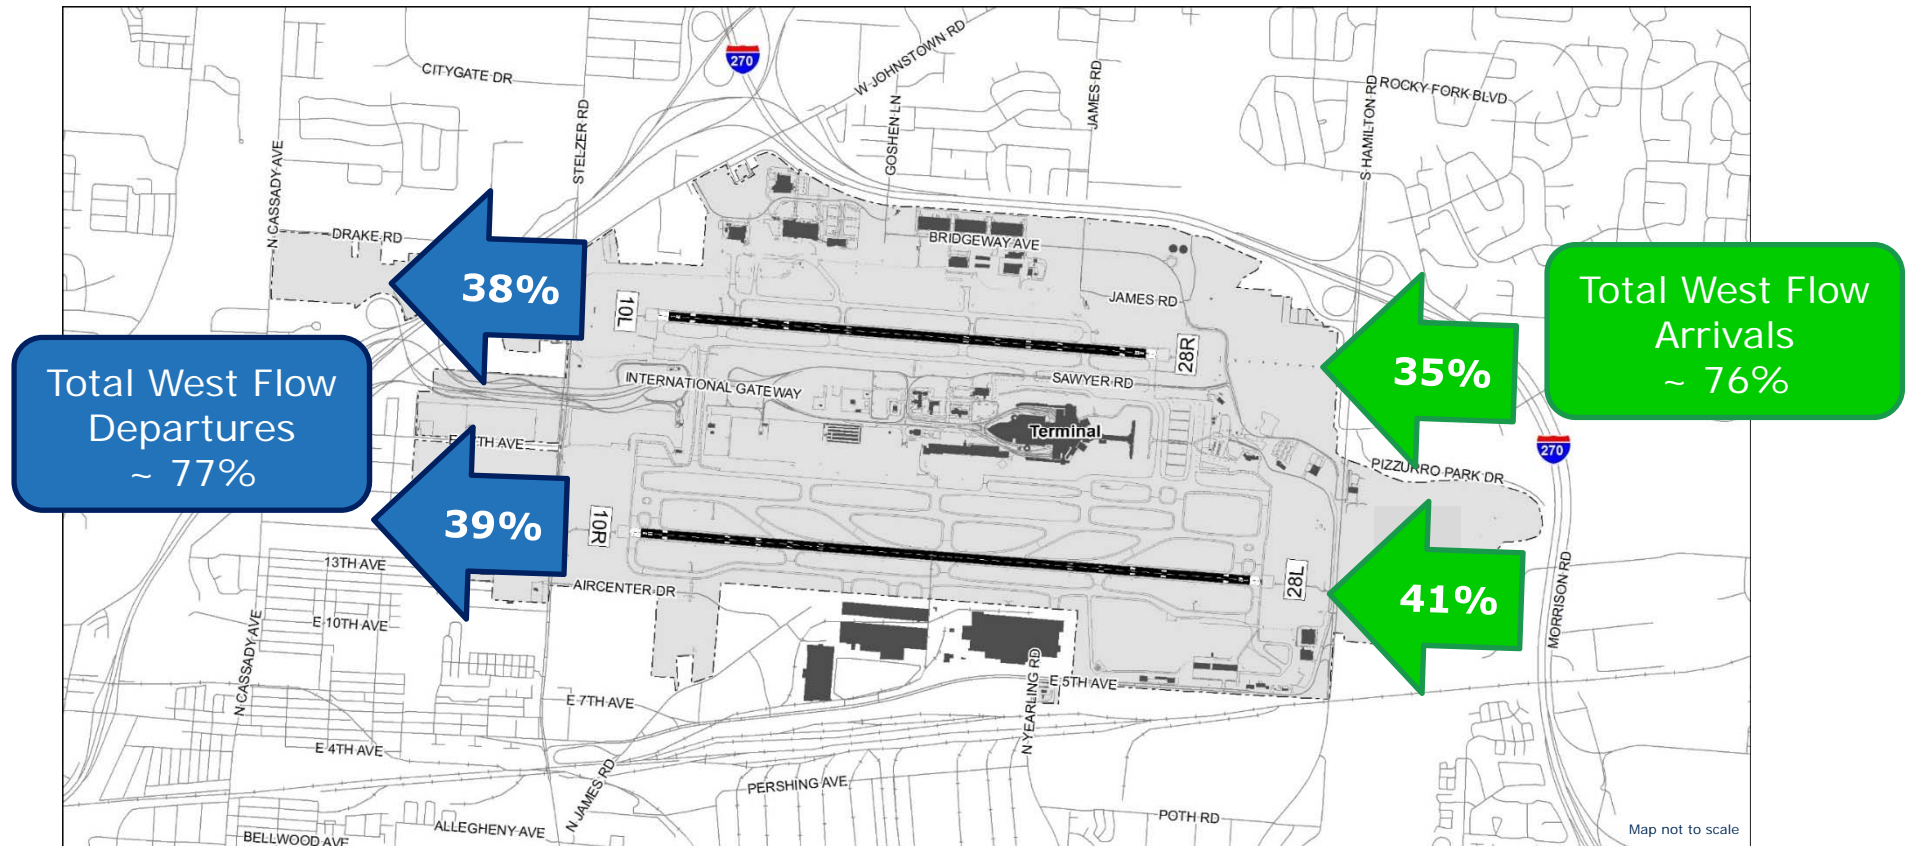 270
CITYGATE DR
W JOHNSTOWN RD
STELZER RD
GOSHEN LN
JAMES RD
S HAMILTON RD
ROCKY FORK BLVD
N CASSADY AVE
DRAKE RD
BRIDGEWAY AVE
38%
10L
JAMES RD
28R
Total West Flow
Arrivals
~ 76%
35%
Total West Flow
Departures
~ 77%
INTERNATIONAL GATEWAY
SAWYER RD
Terminal
270
PIZZURRO PARK DR
39%
10R
28L
41%
13TH AVE
AIRCENTER DR
E 10TH AVE
N CASSADY AVE
MORRISON RD
E 7TH AVE
E 5TH AVE
N YEARLING RD
E 4TH AVE
N JAMES RD
PERSHING AVE
POTH RD
BELLWOOD AVE
ALLEGHENY AVE
Map not to scale